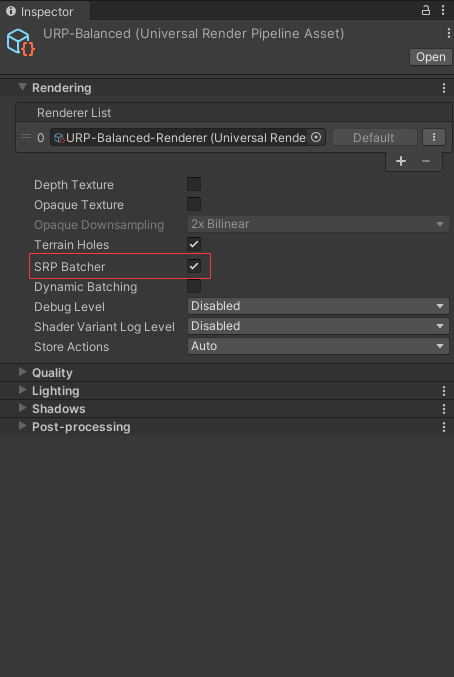 Inspector
URP-Balanced (Universal Render Pipeline Asset)
Open
Rendering
Renderer List
0 URP-Balanced-Renderer (Universal Rende Default
Depth Texture
Opaque Texture
Opaque Downsampling 2x Bilinear
Terrain Holes
SRP Batcher
Dynamic Batching
Debug Level Disabled
Shader Variant Log Level Disabled
Store Actions Auto
Quality
Lighting
Shadows
Post-processing